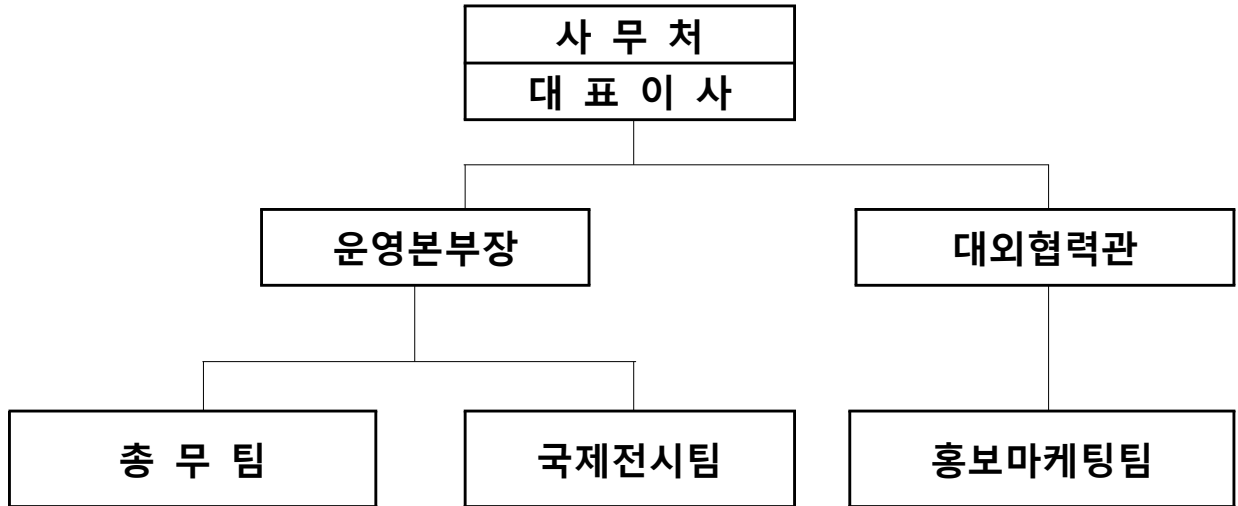 사 무 처
대 표 이 사
운영본부장
대외협력관
총 무 팀
국제전시팀
홍보마케팅팀